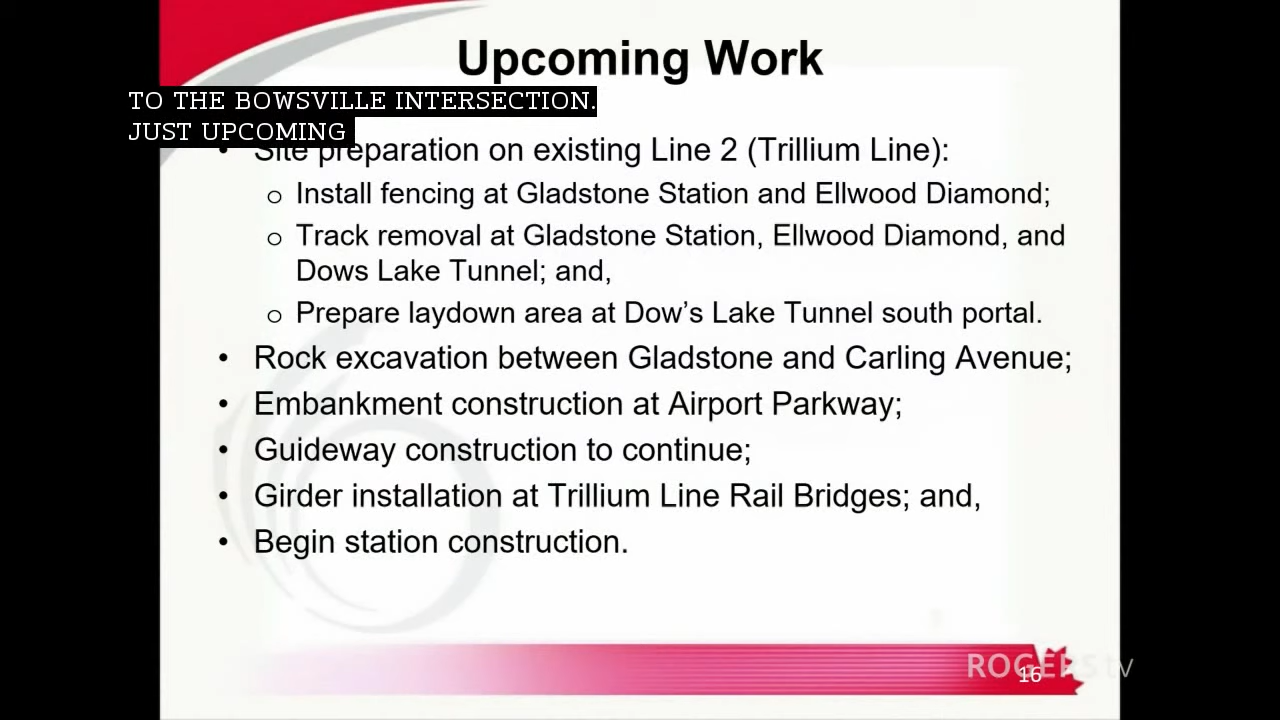 Upcoming Work
TO THE BOWSVILLE INTERSECTION.
JUST UPCOMING
• Site preparation on existing Line 2 (Trillium Line):
o Install fencing at Gladstone Station and Ellwood Diamond;
o Track removal at Gladstone Station, Ellwood Diamond, and
Dows Lake Tunnel; and,
o Prepare laydown area at Dow's Lake Tunnel south portal.
• Rock excavation between Gladstone and Carling Avenue;
• Embankment construction at Airport Parkway;
• Guideway construction to continue;
• Girder installation at Trillium Line Rail Bridges; and,
• Begin station construction.
ROGERS tv
16